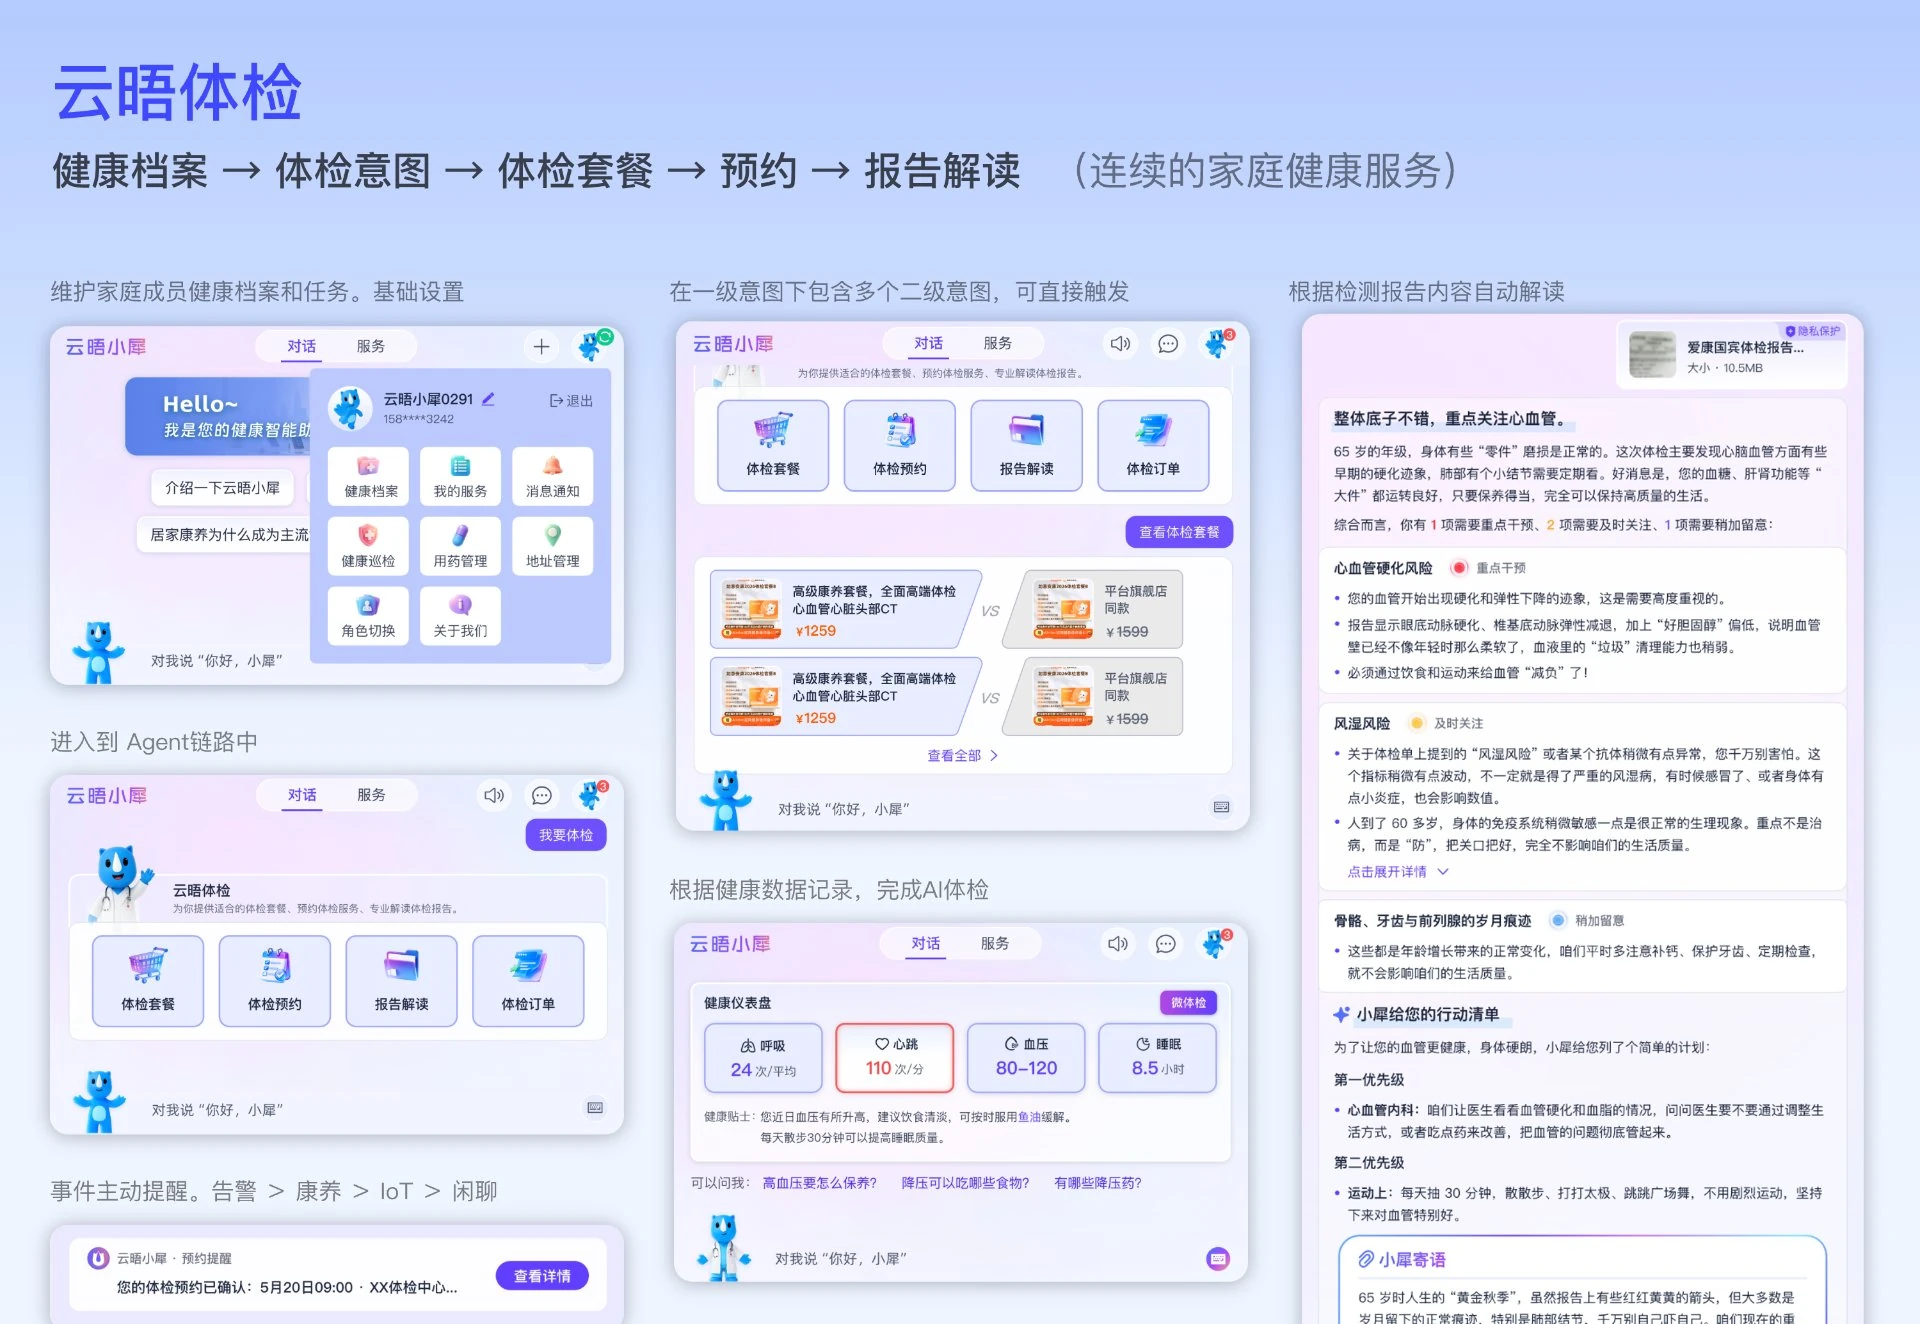 云晤体检
健康档案 → 体检意图 → 体检套餐 → 预约 → 报告解读 （连续的家庭健康服务）
维护家庭成员健康档案和任务。基础设置
云晤小犀
对话 服务
Hello~
我是您的健康智能助
介绍一下云晤小犀
居家康养为什么成为主流
云晤小犀0291
158****3242
退出
健康档案 我的服务 消息通知
健康巡检 用药管理 地址管理
角色切换 关于我们
对我说“你好，小犀”
进入到 Agent链路中
云晤小犀
对话 服务
3
我要体检
云晤体检
为你提供适合的体检套餐、预约体检服务、专业解读体检报告。
体检套餐 体检预约 报告解读 体检订单
对我说“你好，小犀”
事件主动提醒。告警 > 康养 > IoT > 闲聊
云晤小犀 · 预约提醒
您的体检预约已确认：5月20日09:00 · XX体检中心...
查看详情
在一级意图下包含多个二级意图，可直接触发
云晤小犀
对话 服务
3
为你提供适合的体检套餐、预约体检服务、专业解读体检报告。
体检套餐 体检预约 报告解读 体检订单
查看体检套餐
高级康养套餐，全面高端体检
心血管心脏头部CT
¥1259
VS
平台旗舰店
同款
¥1599
高级康养套餐，全面高端体检
心血管心脏头部CT
¥1259
VS
平台旗舰店
同款
¥1599
查看全部 >
对我说“你好，小犀”
根据健康数据记录，完成AI体检
云晤小犀
对话 服务
3
健康仪表盘
微体检
呼吸 心跳 血压 睡眠
24 次/平均 110 次/分 80-120 8.5 小时
健康贴士：您近日血压有所升高，建议饮食清淡，可按时服用鱼油缓解。
每天散步30分钟可以提高睡眠质量。
可以问我： 高血压要怎么保养？ 降压可以吃哪些食物？ 有哪些降压药？
对我说“你好，小犀”
根据检测报告内容自动解读
隐私保护
爱康国宾体检报告...
大小 · 10.5MB
整体底子不错，重点关注心血管。
65 岁的年级，身体有些“零件”磨损是正常的。这次体检主要发现心脑血管方面有些
早期的硬化迹象，肺部有个小结节需要定期看。好消息是，您的血糖、肝肾功能等“
大件”都运转良好，只要保养得当，完全可以保持高质量的生活。
综合而言，你有 1 项需要重点干预、2 项需要及时关注、1 项需要稍加留意：
心血管硬化风险 重点干预
• 您的血管开始出现硬化和弹性下降的迹象，这是需要高度重视的。
• 报告显示眼底动脉硬化、椎基底动脉弹性减退，加上“好胆固醇”偏低，说明血管
壁已经不像年轻时那么柔软了，血液里的“垃圾”清理能力也稍弱。
• 必须通过饮食和运动来给血管“减负”了！
风湿风险 及时关注
• 关于体检单上提到的“风湿风险”或者某个抗体稍微有点异常，您千万别害怕。这
个指标稍微有点波动，不一定就是得了严重的风湿病，有时候感冒了、或者身体有
点小炎症，也会影响数值。
• 人到了 60 多岁，身体的免疫系统稍微敏感一点是很正常的生理现象。重点不是治
病，而是“防”，把关口把好，完全不影响咱们的生活质量。
点击展开详情
骨骼、牙齿与前列腺的岁月痕迹 稍加留意
• 这些都是年龄增长带来的正常变化，咱们平时多注意补钙、保护牙齿、定期检查，
就不会影响咱们的生活质量。
小犀给您的行动清单
为了让您的血管更健康，身体硬朗，小犀给您列了个简单的计划：
第一优先级
• 心血管内科：咱们让医生看看血管硬化和血脂的情况，问问医生要不要通过调整生
活方式，或者吃点药来改善，把血管的问题彻底管起来。
第二优先级
• 运动上：每天抽 30 分钟，散散步、打打太极、跳跳广场舞，不用剧烈运动，坚持
下来对血管特别好。
小犀寄语
65 岁时人生的“黄金秋季”，虽然报告上有些红红黄黄的箭头，但大多数是
岁月留下的正常痕迹，特别是肺部结节，千万别自己吓自己，咱们现在的重